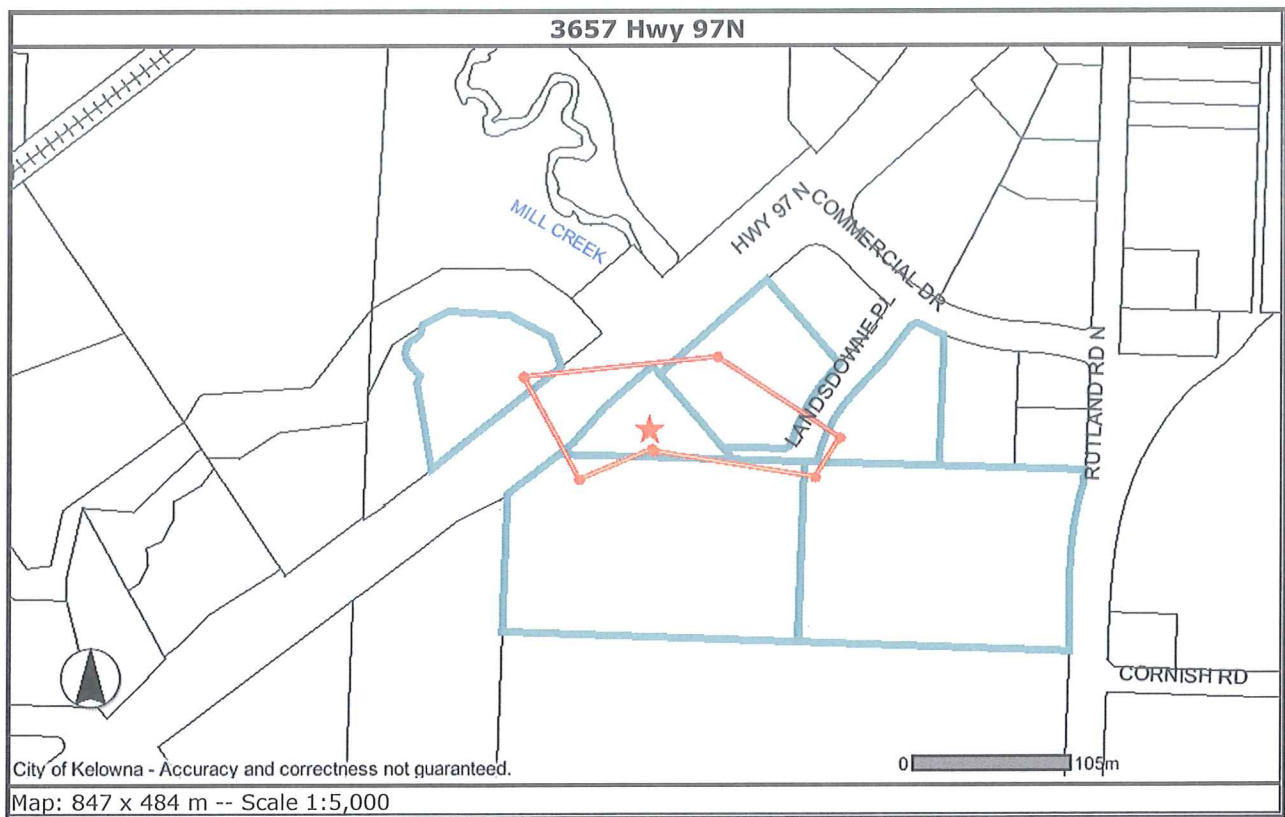 3657 Hwy 97N
MILL CREEK
HWY 97 N
COMMERCIAL DR
LANDSDOWNE PL
RUTLAND RD N
CORNISH RD
City of Kelowna - Accuracy and correctness not guaranteed.
0 105m
Map: 847 x 484 m -- Scale 1:5,000